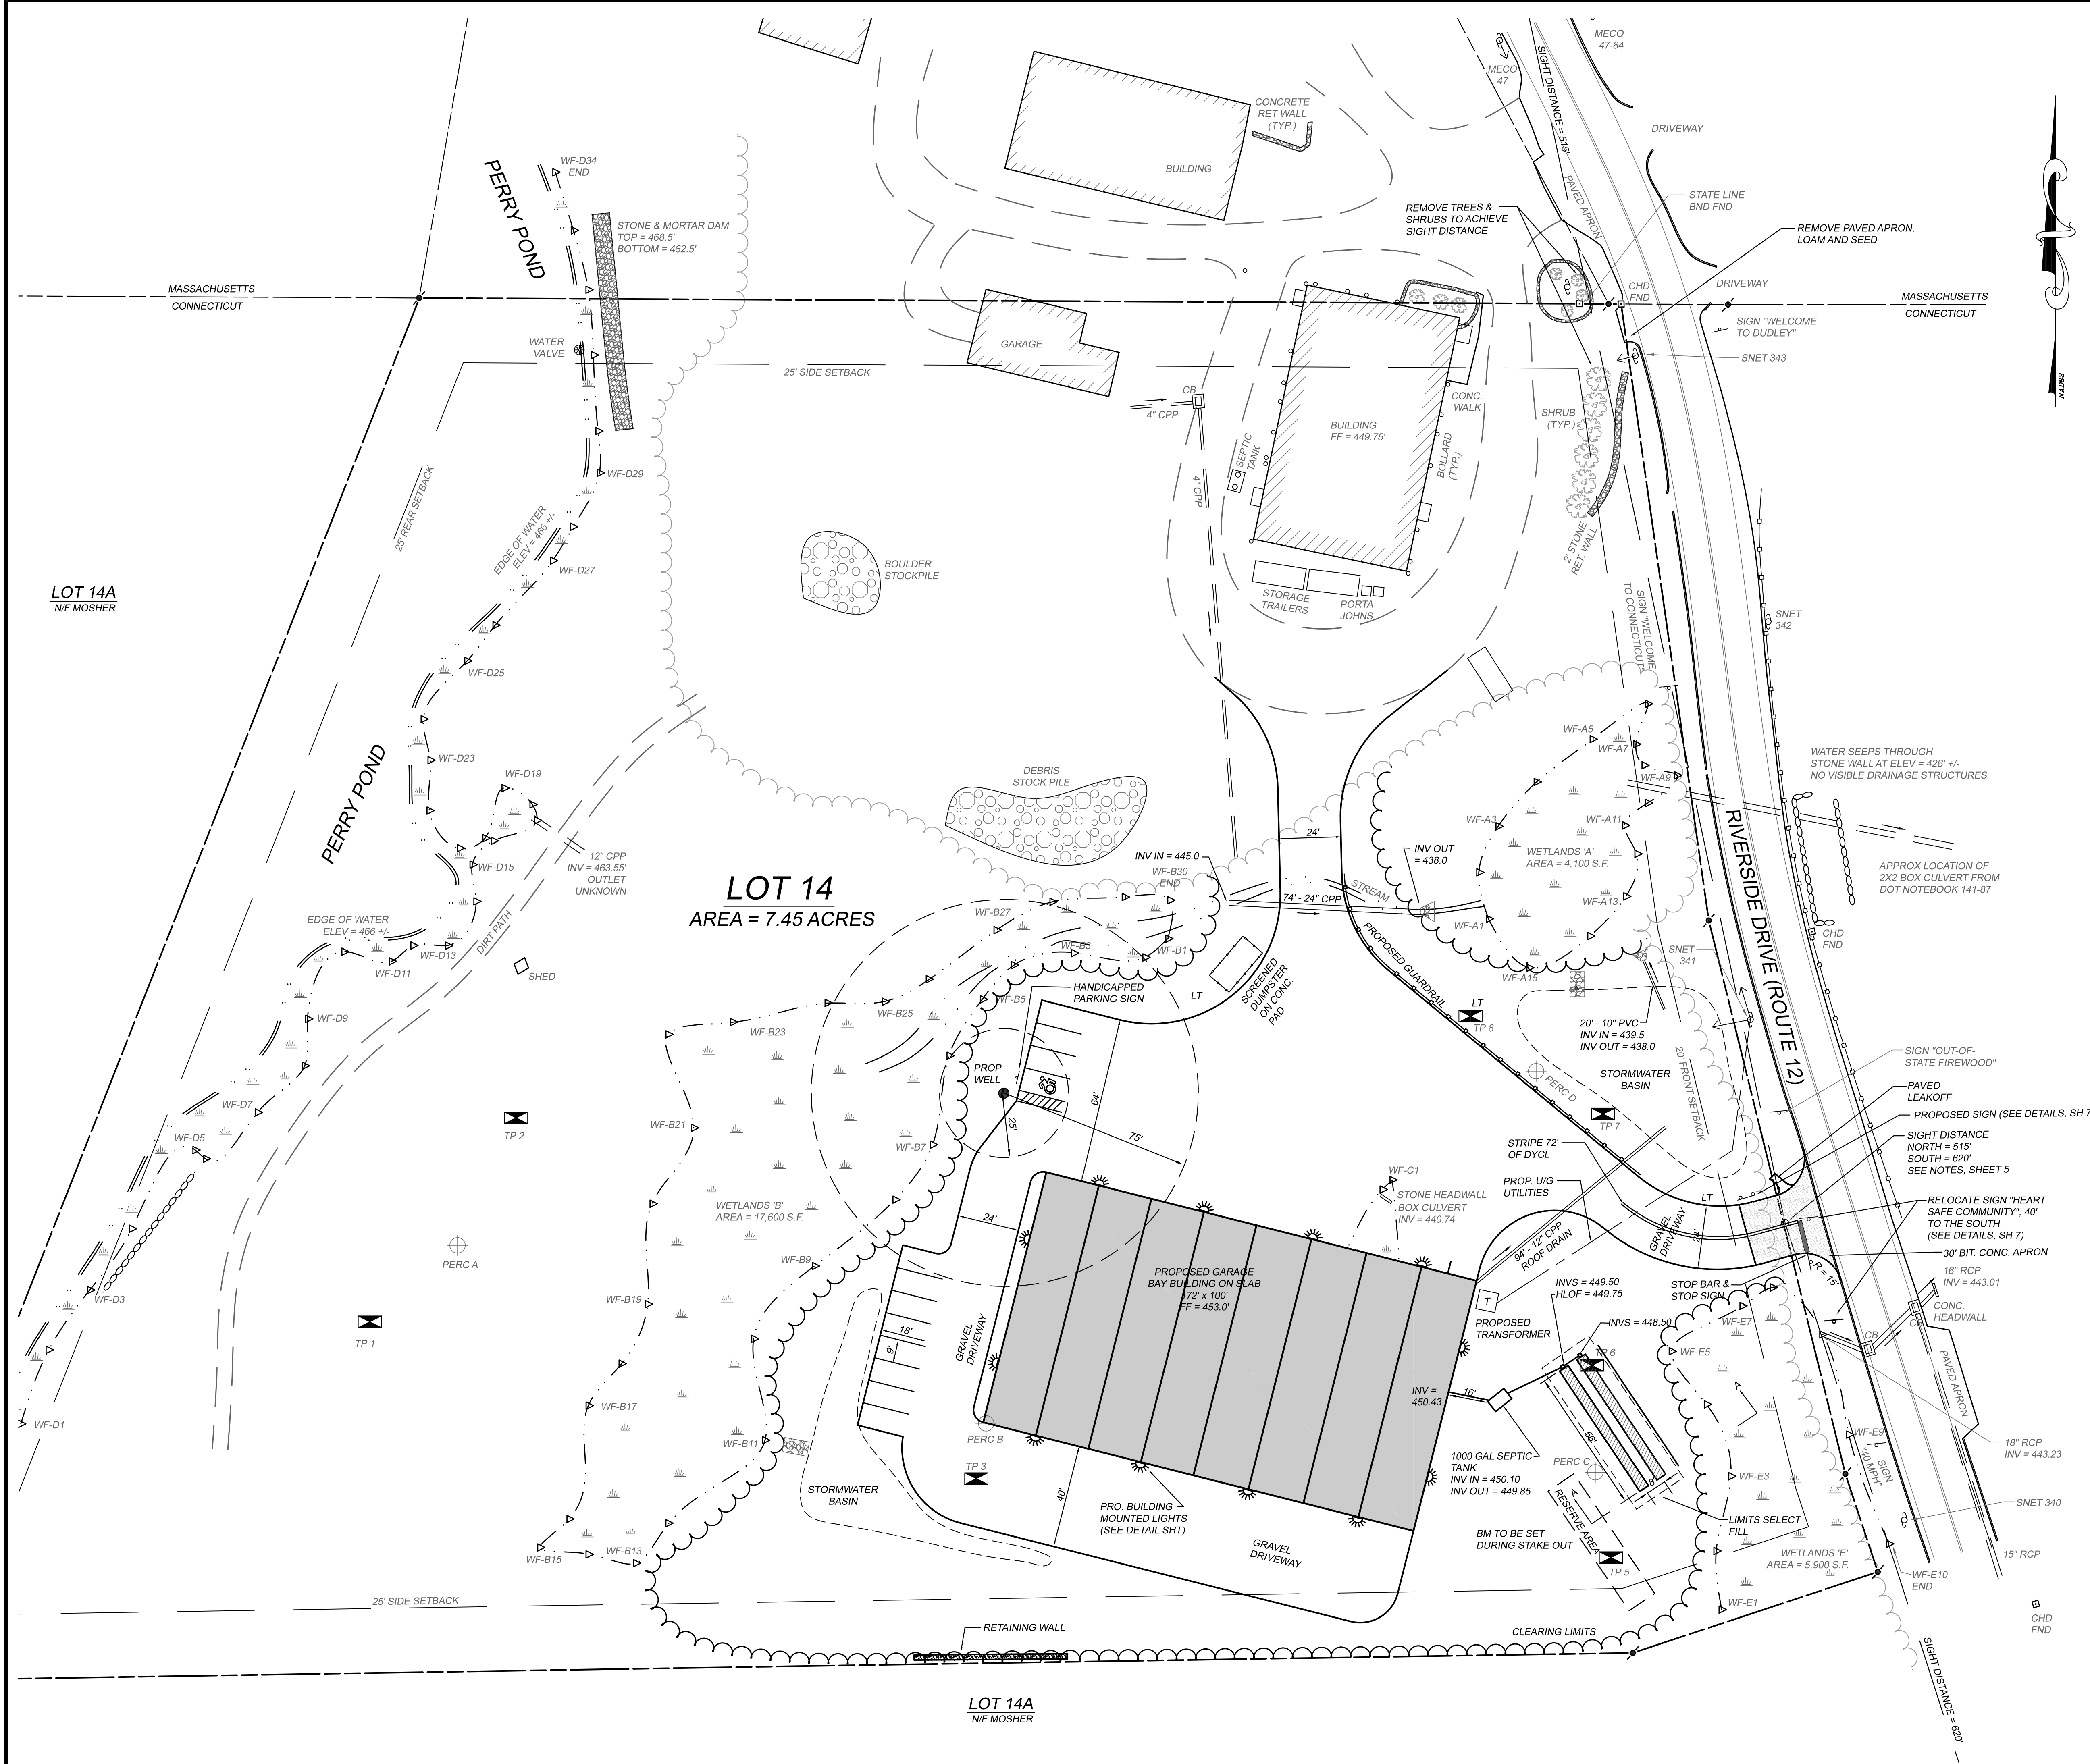 MECO
47-84
MECO
47
SIGHT DISTANCE = 515'
DRIVEWAY
CONCRETE
RET WALL
(TYP.)
BUILDING
WF-D34
END
PERRY POND
STONE & MORTAR DAM
TOP = 468.5'
BOTTOM = 462.5'
PAVED APRON
STATE LINE
BND FND
REMOVE TREES &
SHRUBS TO ACHIEVE
SIGHT DISTANCE
REMOVE PAVED APRON,
LOAM AND SEED
MASSACHUSETTS
CONNECTICUT
CHD
FND
DRIVEWAY
MASSACHUSETTS
CONNECTICUT
SIGN "WELCOME
TO DUDLEY"
SNET 343
NAD83
WATER
VALVE
GARAGE
25' SIDE SETBACK
CB
4" CPP
4" CPP
SEPTIC
TANK
BUILDING
FF = 449.75'
CONC.
WALK
BOLLARD
(TYP.)
SHRUB
(TYP.)
2' STONE
RET. WALL
25' REAR SETBACK
WF-D29
EDGE OF WATER
ELEV = 466 +/-
WF-D27
BOULDER
STOCKPILE
STORAGE
TRAILERS
PORTA
JOHNS
SIGN "WELCOME
TO CONNECTICUT"
SNET
342
LOT 14A
N/F MOSHER
WF-D25
WF-D23
PERRY POND
WF-D19
WF-D15
12" CPP
INV = 463.55'
OUTLET
UNKNOWN
DEBRIS
STOCK PILE
24'
WF-A5
WF-A7
WF-A9
WF-A3
WF-A11
WETLANDS 'A'
AREA = 4,100 S.F.
WF-A13
WF-A1
WF-A15
WATER SEEPS THROUGH
STONE WALL AT ELEV = 426' +/-
NO VISIBLE DRAINAGE STRUCTURES
APPROX LOCATION OF
2X2 BOX CULVERT FROM
DOT NOTEBOOK 141-87
RIVERSIDE DRIVE (ROUTE 12)
INV OUT
= 438.0
INV IN = 445.0
WF-B30
END
STREAM
74' - 24" CPP
LOT 14
AREA = 7.45 ACRES
EDGE OF WATER
ELEV = 466 +/-
WF-D13
WF-D11
DIRT PATH
SHED
WF-D9
WF-D7
WF-D5
WF-D3
WF-D1
WF-B27
WF-B3
WF-B1
WF-B5
WF-B25
WF-B23
HANDICAPPED
PARKING SIGN
LT
SCREENED
DUMPSTER
ON CONC.
PAD
PROPOSED GUARDRAIL
LT
TP 8
SNET
341
CHD
FND
20' - 10" PVC
INV IN = 439.5
INV OUT = 438.0
PERC D
STORMWATER
BASIN
20' FRONT SETBACK
TP 7
SIGN "OUT-OF-
STATE FIREWOOD"
PAVED
LEAKOFF
PROPOSED SIGN (SEE DETAILS, SH 7
SIGHT DISTANCE
NORTH = 515'
SOUTH = 620'
SEE NOTES, SHEET 5
RELOCATE SIGN "HEART
SAFE COMMUNITY", 40'
TO THE SOUTH
(SEE DETAILS, SH 7)
30' BIT. CONC. APRON
16" RCP
INV = 443.01
CONC.
HEADWALL
PROP
WELL
25'
64'
75'
TP 2
WF-B21
WF-B7
WETLANDS 'B'
AREA = 17,600 S.F.
PERC A
TP 1
WF-B9
WF-B19
WF-B17
WF-B11
WF-B15
WF-B13
24'
18'
9'
GRAVEL
DRIVEWAY
PROPOSED GARAGE
BAY BUILDING ON SLAB
172' x 100'
FF = 453.0'
STRIPE 72'
OF DYCL
PROP. U/G
UTILITIES
WF-C1
STONE HEADWALL
BOX CULVERT
INV = 440.74
94' - 12" CPP
ROOF DRAIN
LT
GRAVEL
DRIVEWAY
24'
R = 15'
INVS = 449.50
HLOF = 449.75
STOP BAR &
STOP SIGN
INVS = 448.50
T
PROPOSED
TRANSFORMER
TP 6
WF-E7
WF-E5
A
CB
CB
PAVED APRON
18" RCP
INV = 443.23
INV =
450.43
16'
56'
8'
PERC B
TP 3
40'
STORMWATER
BASIN
PRO. BUILDING
MOUNTED LIGHTS
(SEE DETAIL SHT)
1000 GAL SEPTIC
TANK
INV IN = 450.10
INV OUT = 449.85
PERC C
A
RESERVE AREA
WF-E3
WF-E9
SIGN
"40 MPH"
SNET 340
LIMITS SELECT
FILL
BM TO BE SET
DURING STAKE OUT
TP 5
GRAVEL
DRIVEWAY
WETLANDS 'E'
AREA = 5,900 S.F.
WF-E1
WF-E10
END
15" RCP
CHD
FND
25' SIDE SETBACK
RETAINING WALL
CLEARING LIMITS
SIGHT DISTANCE = 620'
LOT 14A
N/F MOSHER